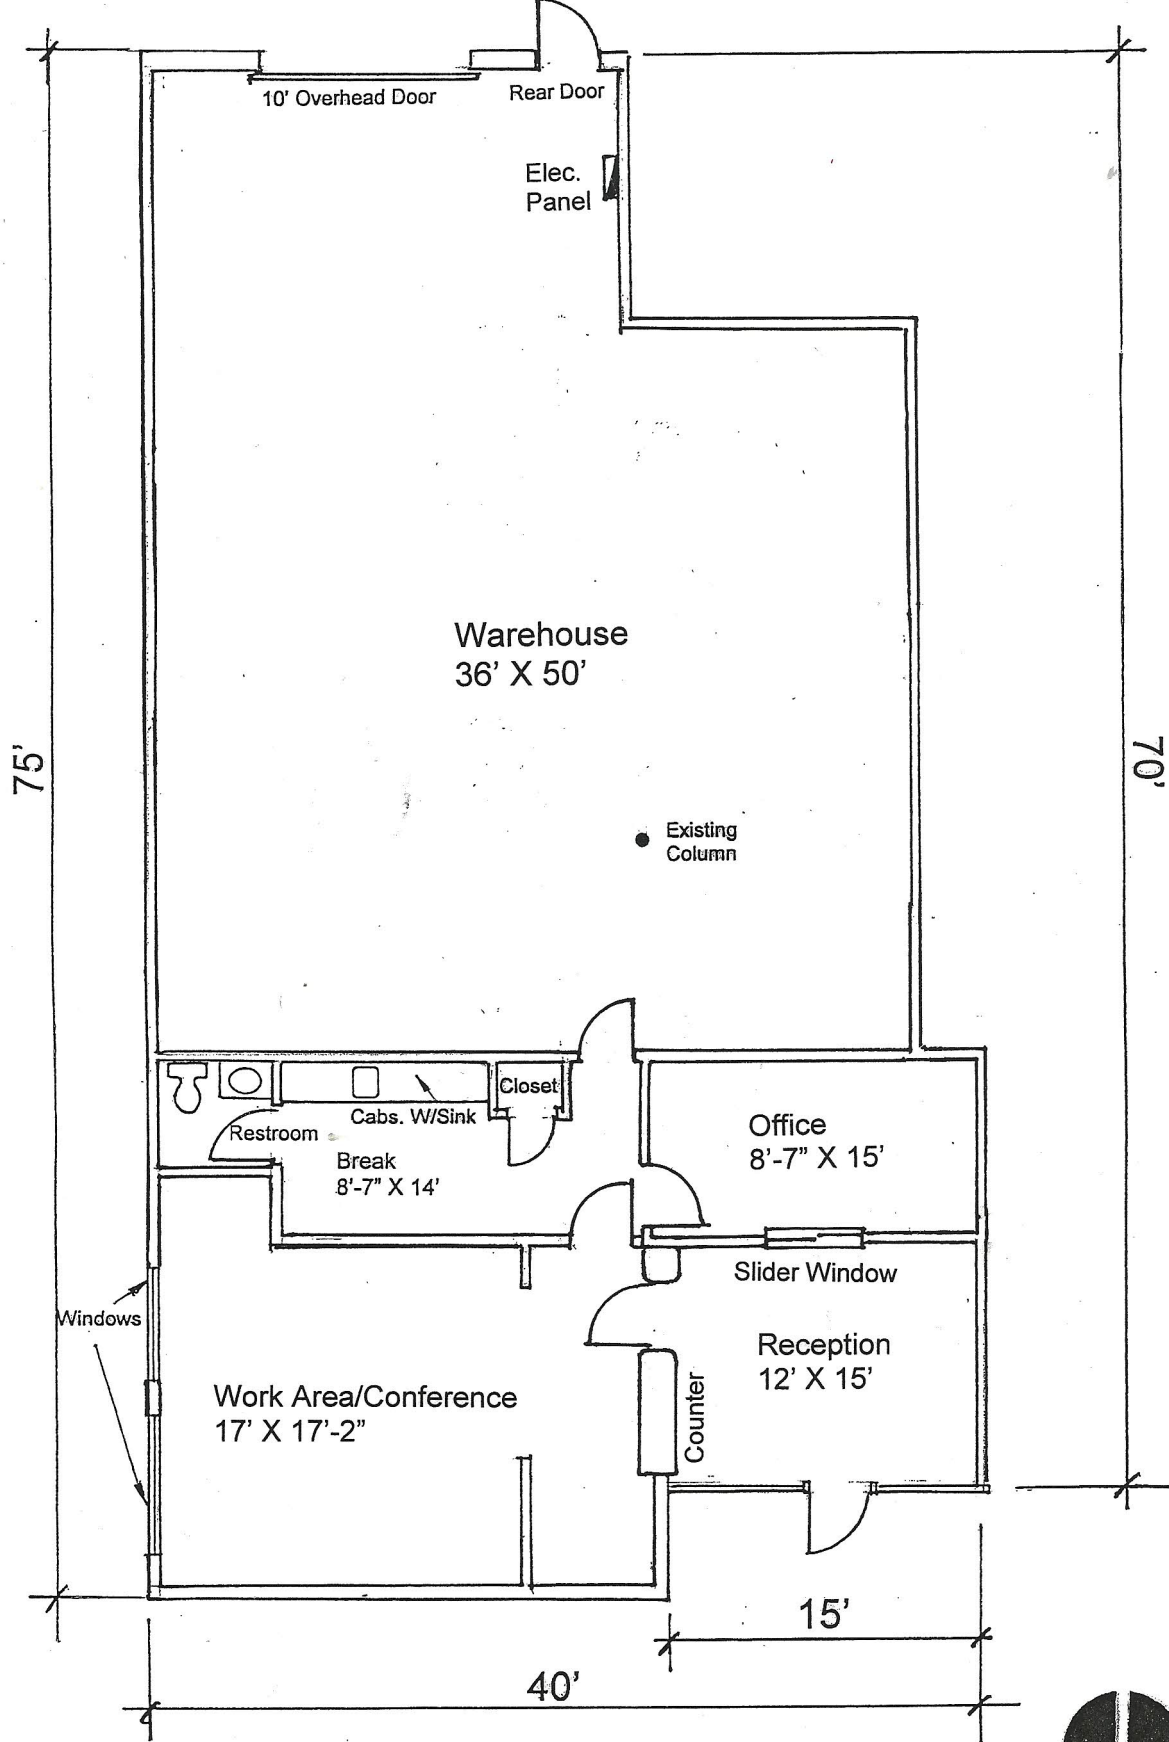 10' Overhead Door
Rear Door
Elec.
Panel
Warehouse
36' X 50'
75'
70'
Existing
Column
Closet
Cabs. W/Sink
Restroom
Break
8'-7" X 14'
Office
8'-7" X 15'
Slider Window
Windows
Reception
12' X 15'
Work Area/Conference
17' X 17'-2"
Counter
15'
40'